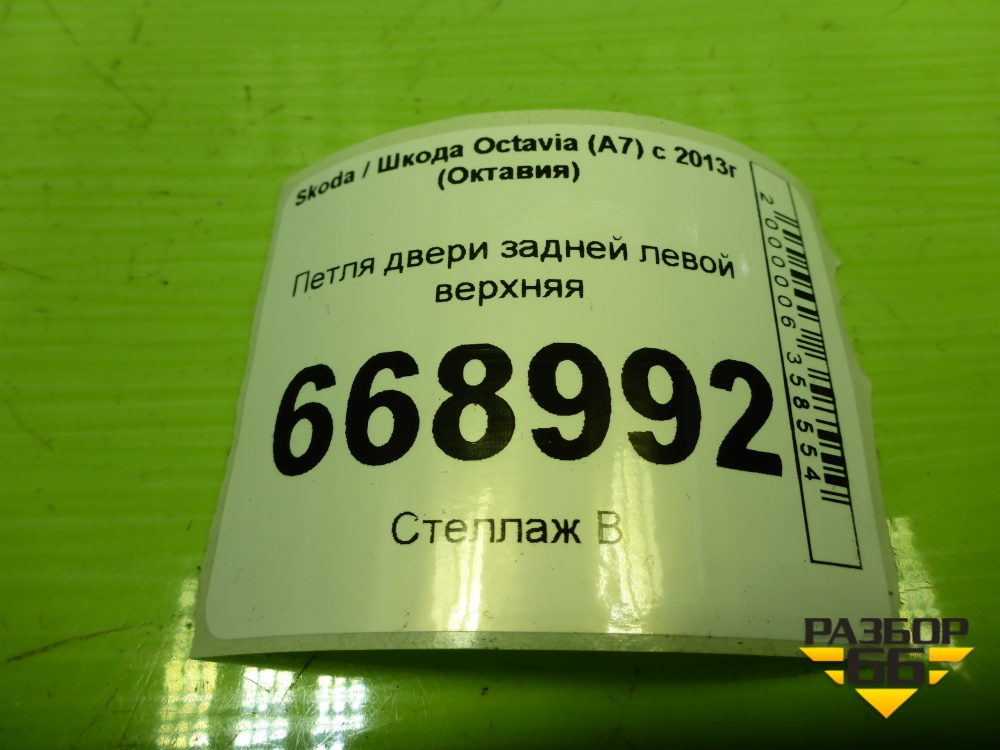 Skoda / Шкода Octavia (A7) с 2013г
(Октавия)
Петля двери задней левой
верхняя
668992
Стеллаж В
2000006358554
РАЗБОР
66